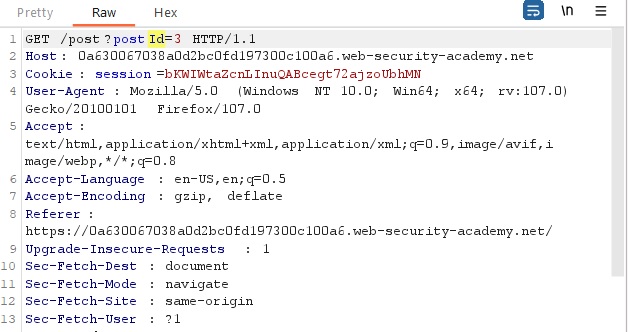 Pretty Raw Hex \n
1 GET /post?postId=3 HTTP/1.1
2 Host: 0a630067038a0d2bc0fd197300c100a6.web-security-academy.net
3 Cookie: session=bKWIWtaZcnLInuQABcegt72ajzoUbhMN
4 User-Agent: Mozilla/5.0 (Windows NT 10.0; Win64; x64; rv:107.0)
Gecko/20100101 Firefox/107.0
5 Accept:
text/html,application/xhtml+xml,application/xml;q=0.9,image/avif,i
mage/webp,*/*;q=0.8
6 Accept-Language: en-US,en;q=0.5
7 Accept-Encoding: gzip, deflate
8 Referer:
https://0a630067038a0d2bc0fd197300c100a6.web-security-academy.net/
9 Upgrade-Insecure-Requests: 1
10 Sec-Fetch-Dest: document
11 Sec-Fetch-Mode: navigate
12 Sec-Fetch-Site: same-origin
13 Sec-Fetch-User: ?1